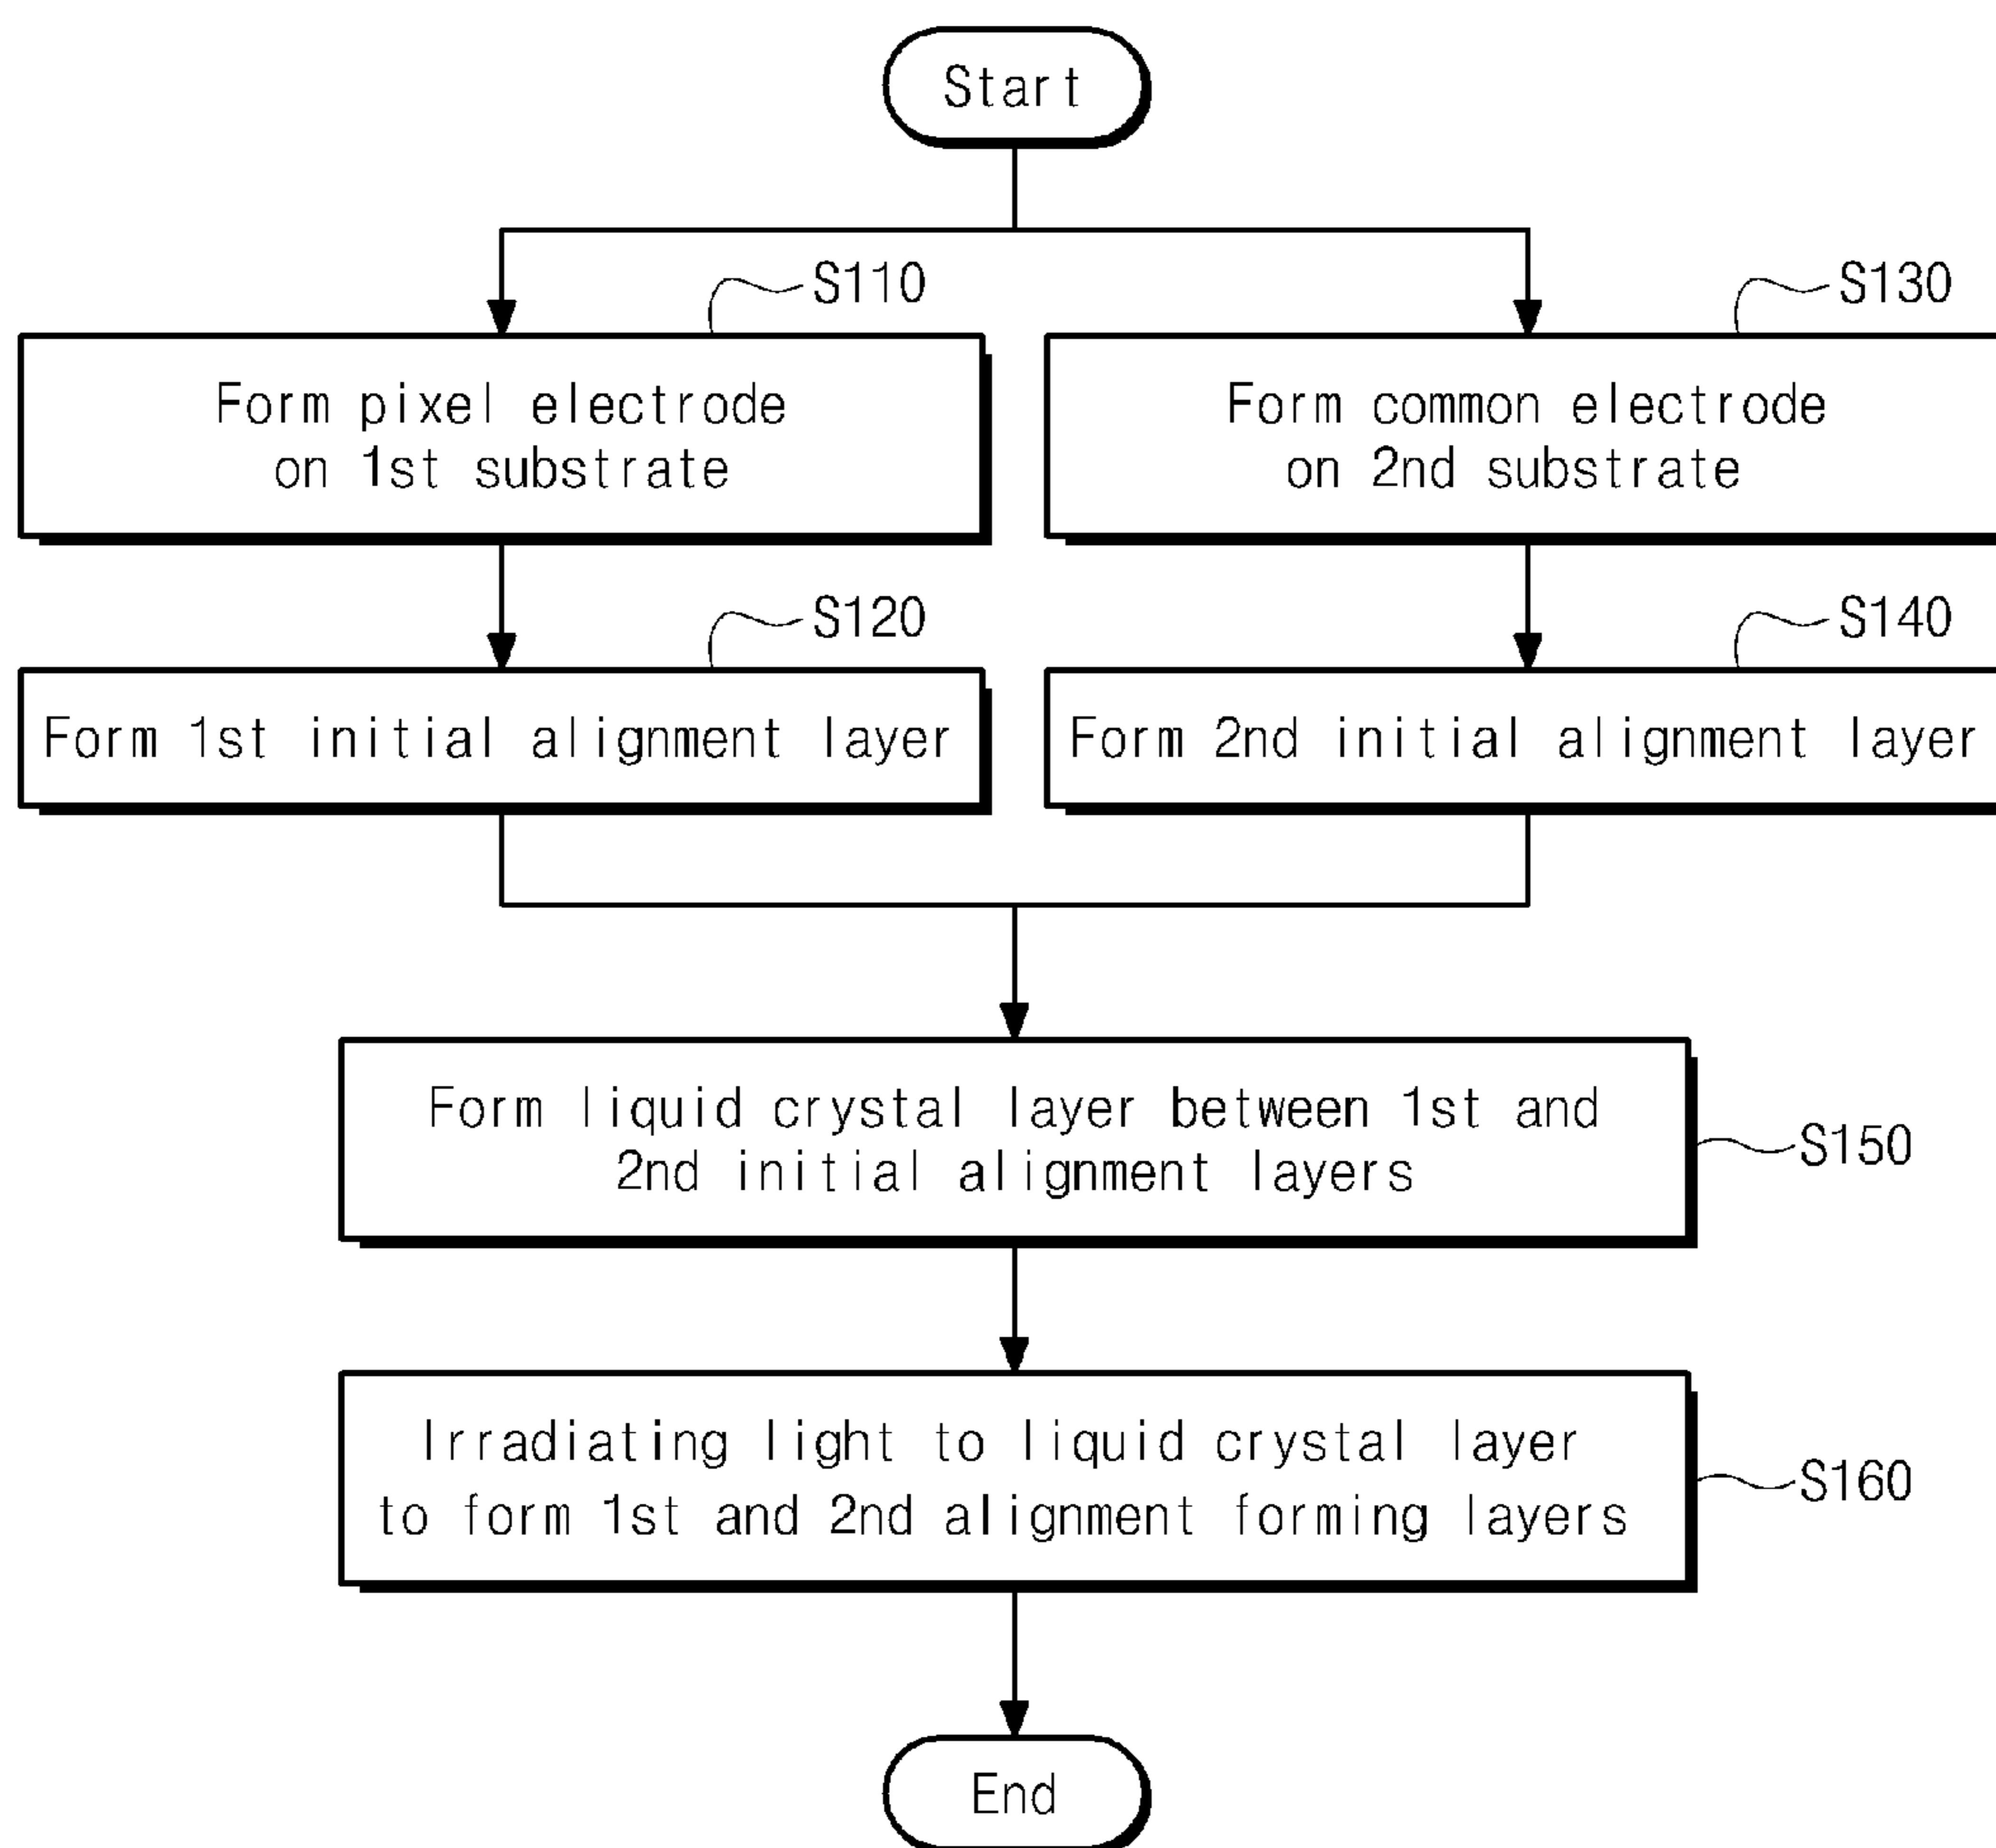 Start
S110
Form pixel electrode
on 1st substrate
S130
Form common electrode
on 2nd substrate
S120
Form 1st initial alignment layer
S140
Form 2nd initial alignment layer
Form liquid crystal layer between 1st and
2nd initial alignment layers
S150
Irradiating light to liquid crystal layer
to form 1st and 2nd alignment forming layers
S160
End